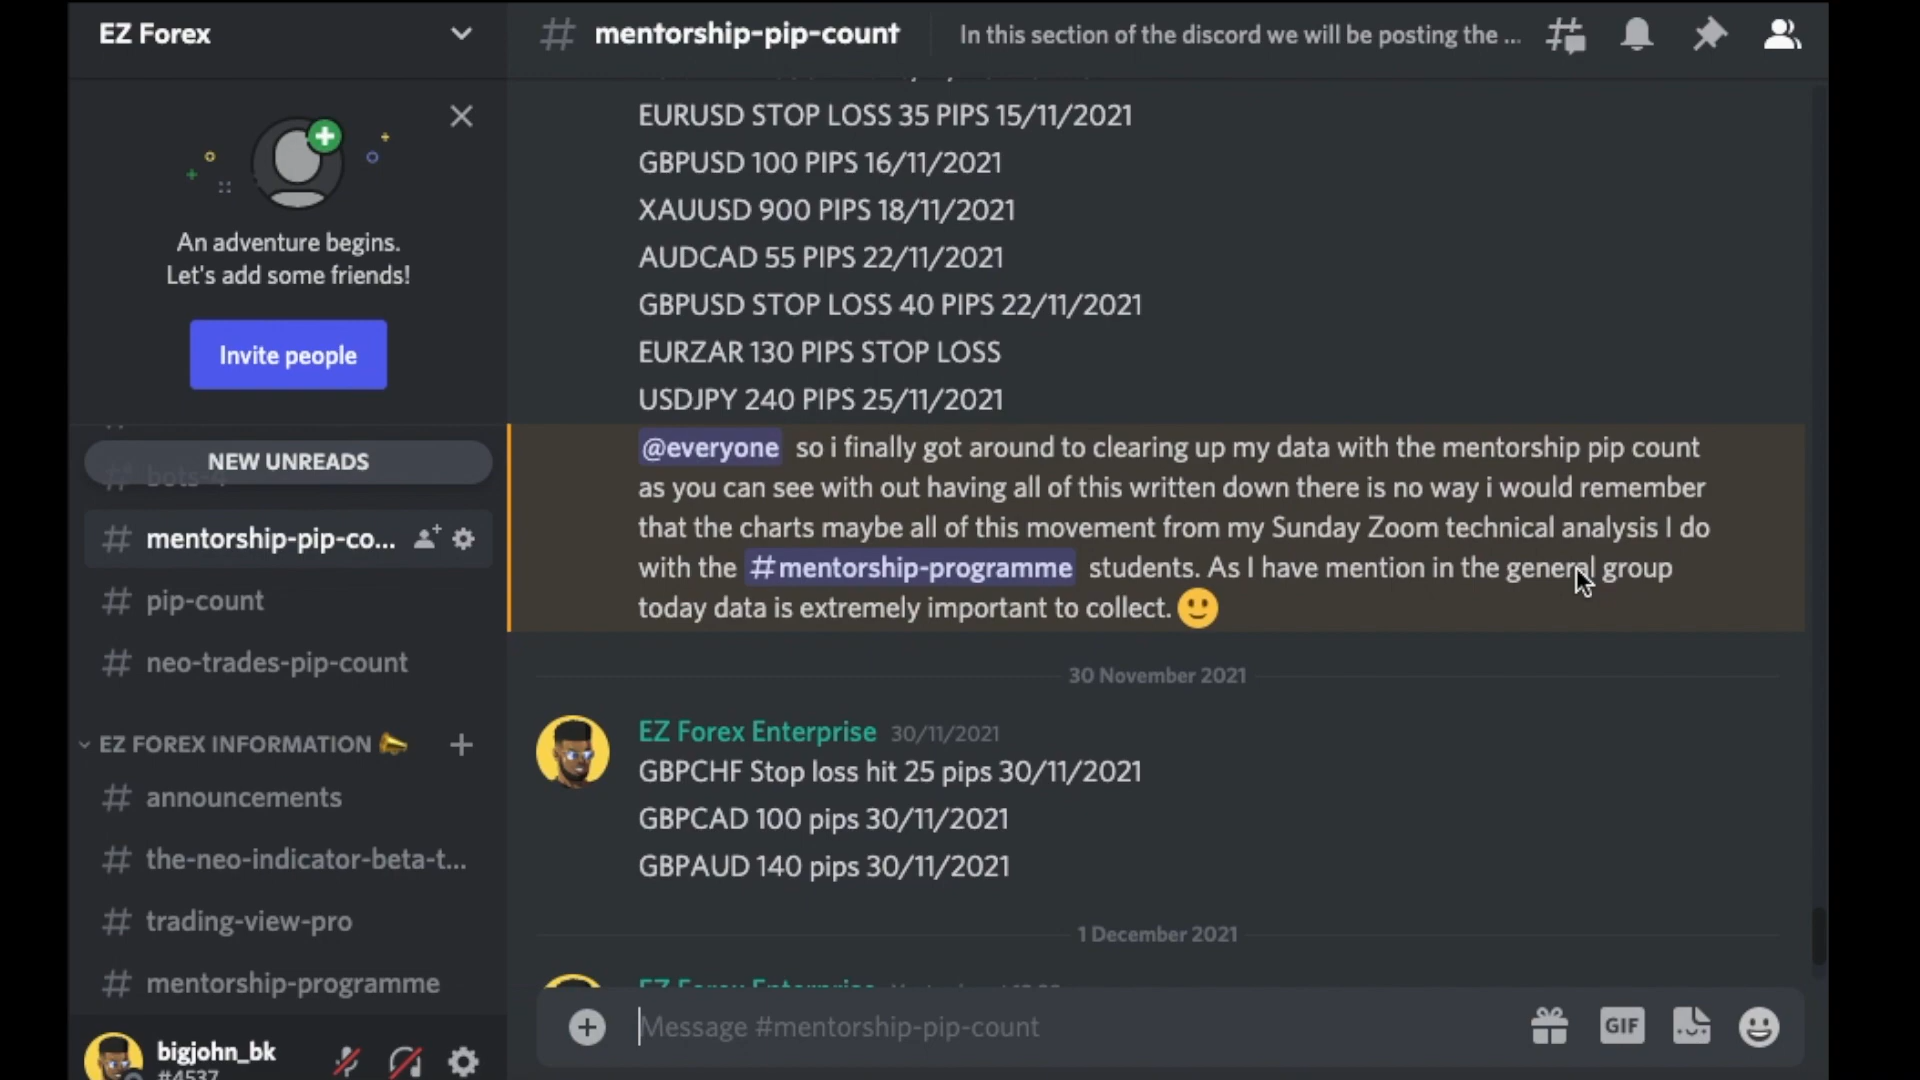 EZ Forex
An adventure begins.
Let's add some friends!
Invite people
NEW UNREADS
mentorship-pip-co...
# pip-count
# neo-trades-pip-count
EZ FOREX INFORMATION
# announcements
# the-neo-indicator-beta-t...
# trading-view-pro
# mentorship-programme
bigjohn_bk
#4537
# mentorship-pip-count
In this section of the discord we will be posting the ...
EURUSD STOP LOSS 35 PIPS 15/11/2021
GBPUSD 100 PIPS 16/11/2021
XAUUSD 900 PIPS 18/11/2021
AUDCAD 55 PIPS 22/11/2021
GBPUSD STOP LOSS 40 PIPS 22/11/2021
EURZAR 130 PIPS STOP LOSS
USDJPY 240 PIPS 25/11/2021
@everyone so i finally got around to clearing up my data with the mentorship pip count
as you can see with out having all of this written down there is no way i would remember
that the charts maybe all of this movement from my Sunday Zoom technical analysis I do
with the #mentorship-programme students. As I have mention in the general group
today data is extremely important to collect. 🙂
30 November 2021
EZ Forex Enterprise 30/11/2021
GBPCHF Stop loss hit 25 pips 30/11/2021
GBPCAD 100 pips 30/11/2021
GBPAUD 140 pips 30/11/2021
1 December 2021
EZ Forex Enterprise
Message #mentorship-pip-count
GIF